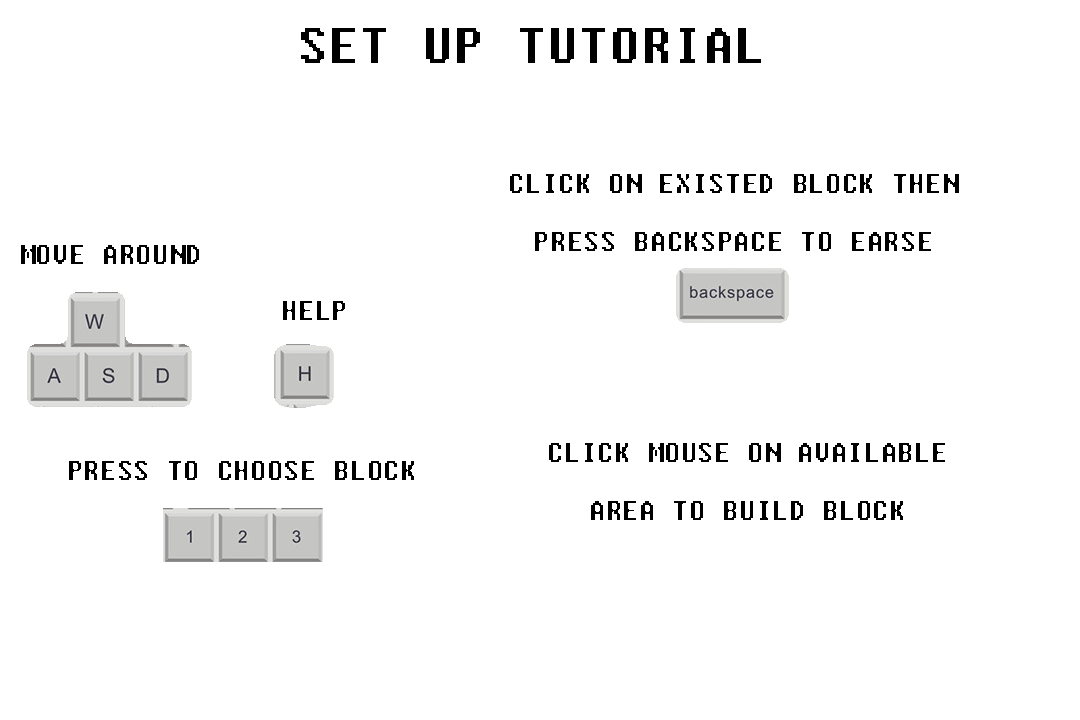 SET UP TUTORIAL
MOVE AROUND
W
A S D
HELP
H
PRESS TO CHOOSE BLOCK
1 2 3
CLICK ON EXISTED BLOCK THEN
PRESS BACKSPACE TO EARSE
backspace
CLICK MOUSE ON AVAILABLE
AREA TO BUILD BLOCK